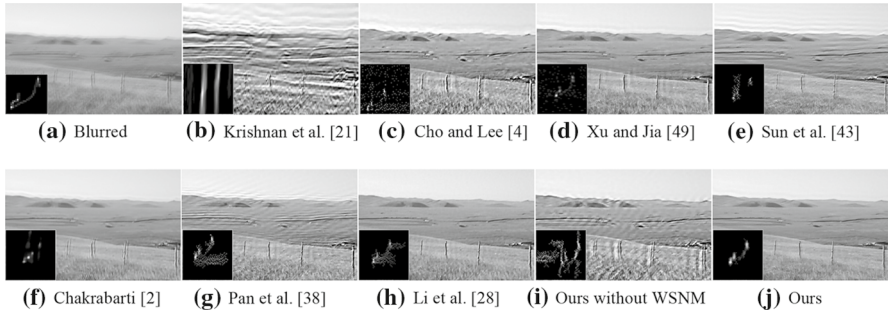 (a) Blurred (b) Krishnan et al. [21] (c) Cho and Lee [4] (d) Xu and Jia [49] (e) Sun et al. [43]
(f) Chakrabarti [2] (g) Pan et al. [38] (h) Li et al. [28] (i) Ours without WSNM (j) Ours